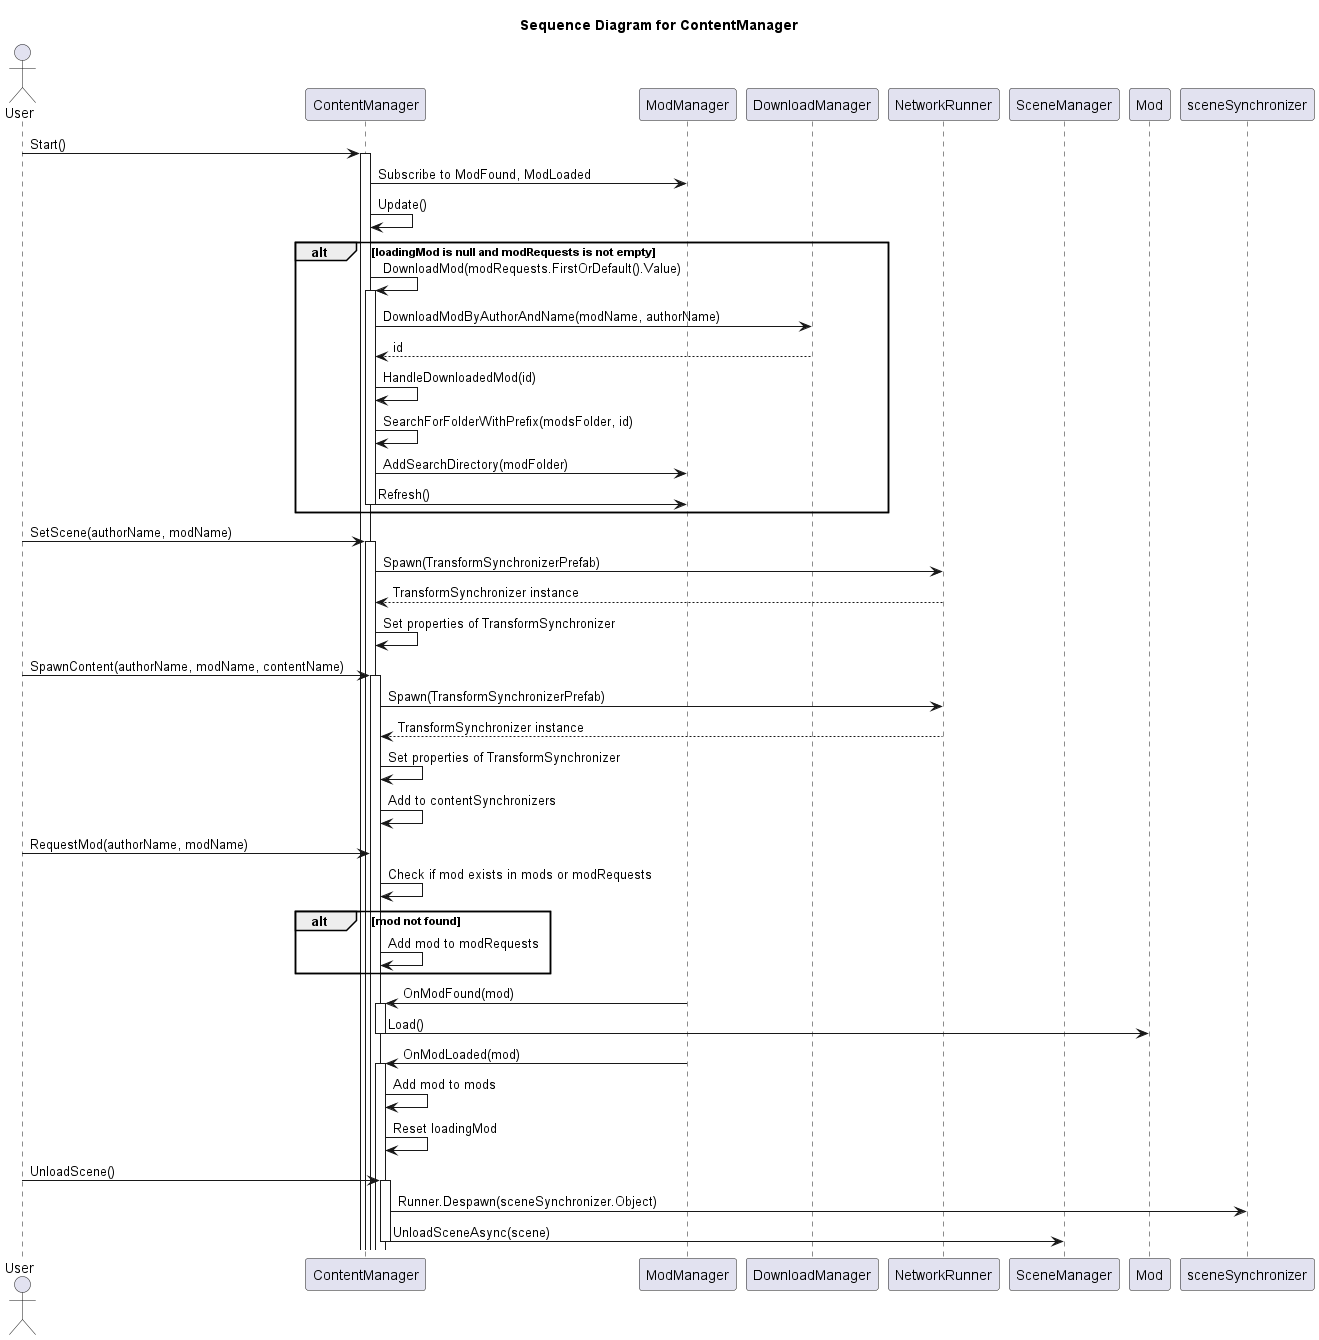 Sequence Diagram for ContentManager
User
ContentManager
ModManager
DownloadManager
NetworkRunner
SceneManager
Mod
sceneSynchronizer
Start()
Subscribe to ModFound, ModLoaded
Update()
alt
[loadingMod is null and modRequests is not empty]
DownloadMod(modRequests.FirstOrDefault().Value)
DownloadModByAuthorAndName(modName, authorName)
id
HandleDownloadedMod(id)
SearchForFolderWithPrefix(modsFolder, id)
AddSearchDirectory(modFolder)
Refresh()
SetScene(authorName, modName)
Spawn(TransformSynchronizerPrefab)
TransformSynchronizer instance
Set properties of TransformSynchronizer
SpawnContent(authorName, modName, contentName)
Spawn(TransformSynchronizerPrefab)
TransformSynchronizer instance
Set properties of TransformSynchronizer
Add to contentSynchronizers
RequestMod(authorName, modName)
Check if mod exists in mods or modRequests
alt
[mod not found]
Add mod to modRequests
OnModFound(mod)
Load()
OnModLoaded(mod)
Add mod to mods
Reset loadingMod
UnloadScene()
Runner.Despawn(sceneSynchronizer.Object)
UnloadSceneAsync(scene)
User
ContentManager
ModManager
DownloadManager
NetworkRunner
SceneManager
Mod
sceneSynchronizer